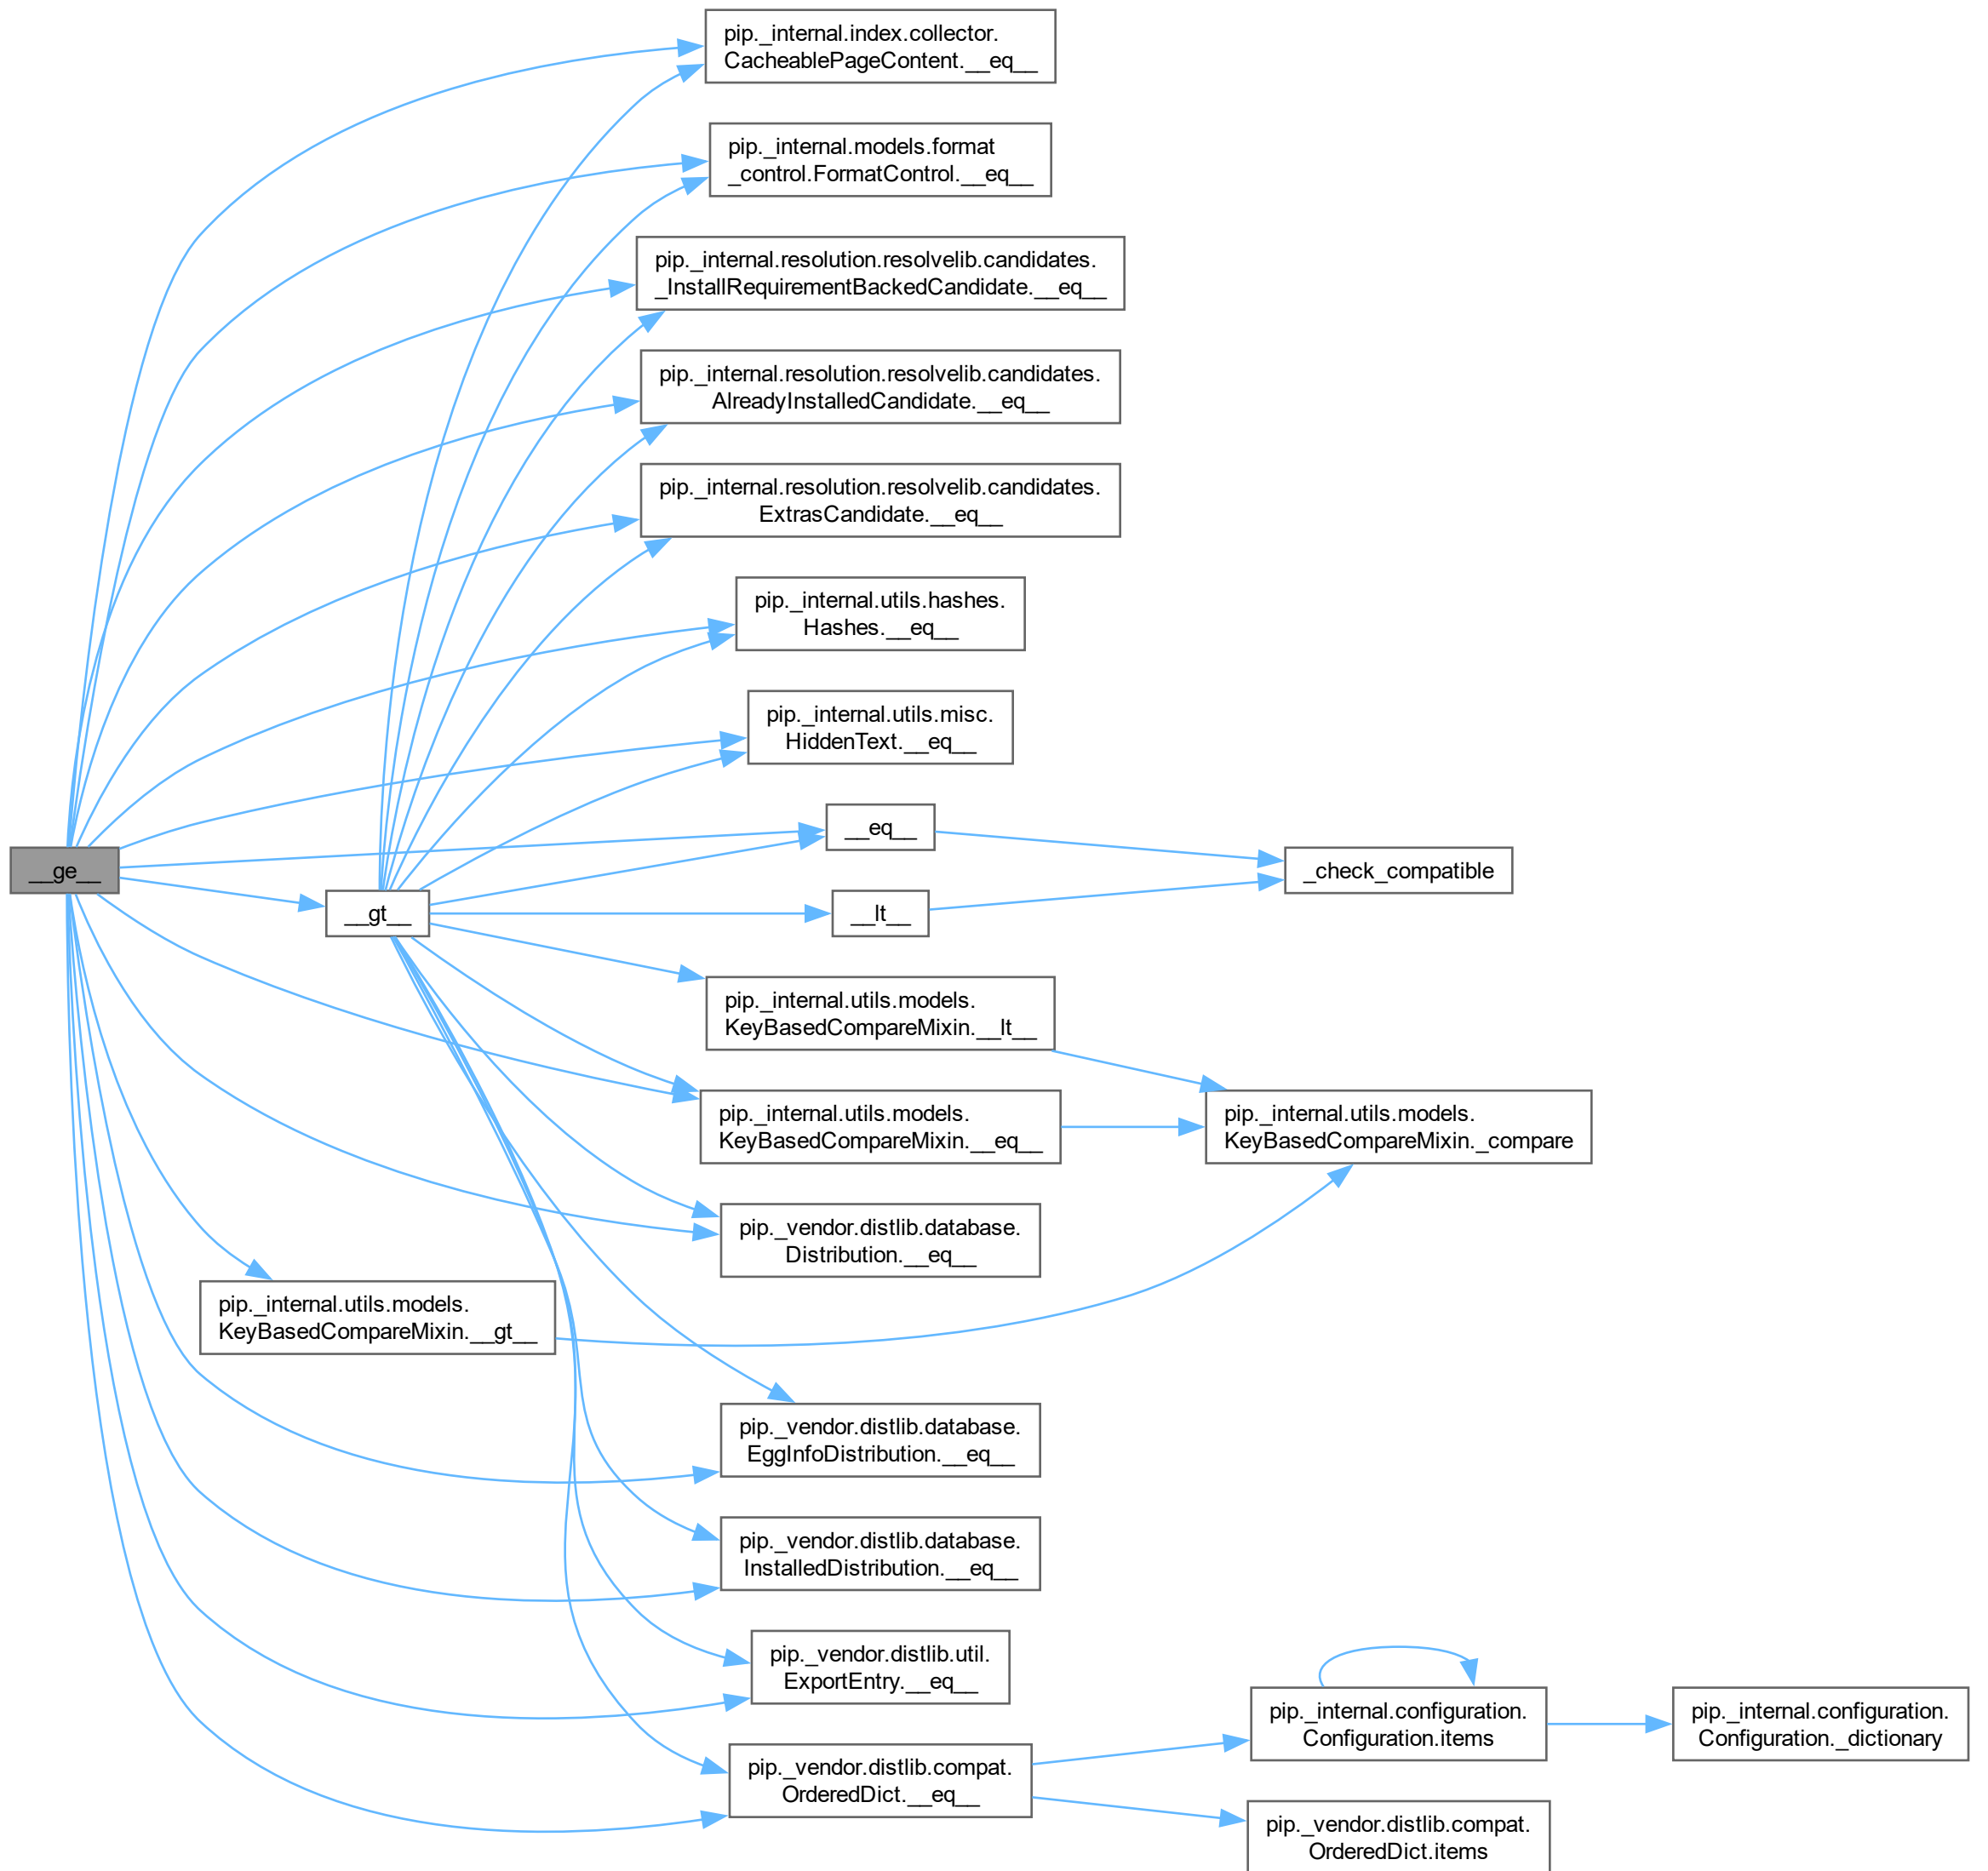 pip._internal.index.collector.
CacheablePageContent.__eq__
pip._internal.models.format
_control.FormatControl.__eq__
pip._internal.resolution.resolvelib.candidates.
_InstallRequirementBackedCandidate.__eq__
pip._internal.resolution.resolvelib.candidates.
AlreadyInstalledCandidate.__eq__
pip._internal.resolution.resolvelib.candidates.
ExtrasCandidate.__eq__
pip._internal.utils.hashes.
Hashes.__eq__
pip._internal.utils.misc.
HiddenText.__eq__
__eq__
__ge__
_check_compatible
__gt__
__lt__
pip._internal.utils.models.
KeyBasedCompareMixin.__lt__
pip._internal.utils.models.
KeyBasedCompareMixin.__eq__
pip._internal.utils.models.
KeyBasedCompareMixin._compare
pip._vendor.distlib.database.
Distribution.__eq__
pip._internal.utils.models.
KeyBasedCompareMixin.__gt__
pip._vendor.distlib.database.
EggInfoDistribution.__eq__
pip._vendor.distlib.database.
InstalledDistribution.__eq__
pip._vendor.distlib.util.
ExportEntry.__eq__
pip._internal.configuration.
Configuration.items
pip._internal.configuration.
Configuration._dictionary
pip._vendor.distlib.compat.
OrderedDict.__eq__
pip._vendor.distlib.compat.
OrderedDict.items